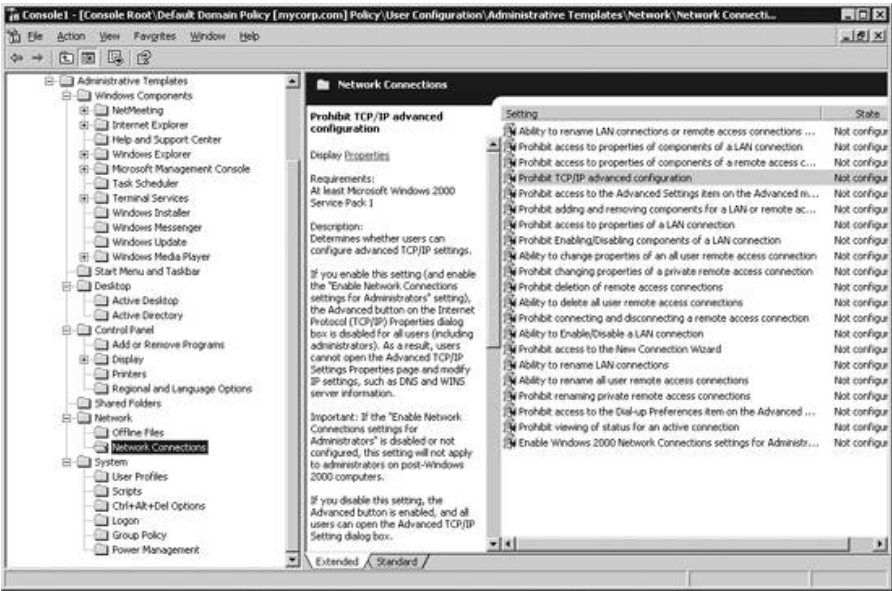 Console1 - [Console Root\Default Domain Policy [mycorp.com] Policy\User Configuration\Administrative Templates\Network\Network Connecti...
File Action View Favorites Window Help
Administrative Templates
Windows Components
NetMeeting
Internet Explorer
Help and Support Center
Windows Explorer
Microsoft Management Console
Task Scheduler
Terminal Services
Windows Installer
Windows Messenger
Windows Update
Windows Media Player
Start Menu and Taskbar
Desktop
Active Desktop
Active Directory
Control Panel
Add or Remove Programs
Display
Printers
Regional and Language Options
Shared Folders
Network
Offline Files
Network Connections
System
User Profiles
Scripts
Ctrl+Alt+Del Options
Logon
Group Policy
Power Management
Network Connections
Prohibit TCP/IP advanced
configuration
Display Properties
Requirements:
At least Microsoft Windows 2000
Service Pack 1
Description:
Determines whether users can
configure advanced TCP/IP settings.
If you enable this setting (and enable
the "Enable Network Connections
settings for Administrators" setting),
the Advanced button on the Internet
Protocol (TCP/IP) Properties dialog
box is disabled for all users (including
administrators). As a result, users
cannot open the Advanced TCP/IP
Settings Properties page and modify
IP settings, such as DNS and WINS
server information.
Important: If the "Enable Network
Connections settings for
Administrators" is disabled or not
configured, this setting will not apply
to administrators on post-Windows
2000 computers.
If you disable this setting, the
Advanced button is enabled, and all
users can open the Advanced TCP/IP
Setting dialog box.
Setting State
Ability to rename LAN connections or remote access connections ... Not configur
Prohibit access to properties of components of a LAN connection Not configur
Prohibit access to properties of components of a remote access c... Not configur
Prohibit TCP/IP advanced configuration Not configur
Prohibit access to the Advanced Settings item on the Advanced m... Not configur
Prohibit adding and removing components for a LAN or remote ac... Not configur
Prohibit access to properties of a LAN connection Not configur
Prohibit Enabling/Disabling components of a LAN connection Not configur
Ability to change properties of an all user remote access connection Not configur
Prohibit changing properties of a private remote access connection Not configur
Prohibit deletion of remote access connections Not configur
Ability to delete all user remote access connections Not configur
Prohibit connecting and disconnecting a remote access connection Not configur
Ability to Enable/Disable a LAN connection Not configur
Prohibit access to the New Connection Wizard Not configur
Ability to rename LAN connections Not configur
Ability to rename all user remote access connections Not configur
Prohibit renaming private remote access connections Not configur
Prohibit access to the Dial-up Preferences item on the Advanced ... Not configur
Prohibit viewing of status for an active connection Not configur
Enable Windows 2000 Network Connections settings for Administr... Not configur
Extended Standard